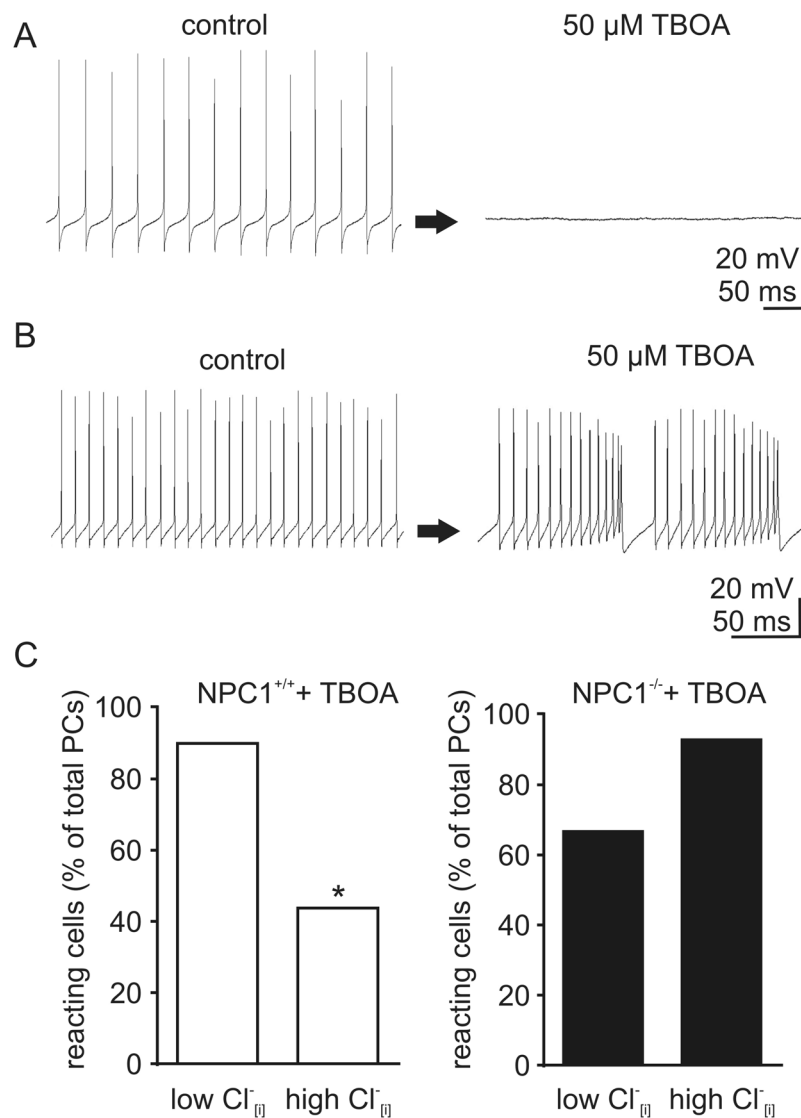 A
control
50 µM TBOA
20 mV
50 ms
B
control
50 µM TBOA
20 mV
50 ms
C
NPC1+/++ TBOA
reacting cells (% of total PCs)
100
80
60
40
20
0
*
low Cl-[i]
high Cl-[i]
NPC1-/-+ TBOA
reacting cells (% of total PCs)
100
80
60
40
20
0
low Cl-[i]
high Cl-[i]